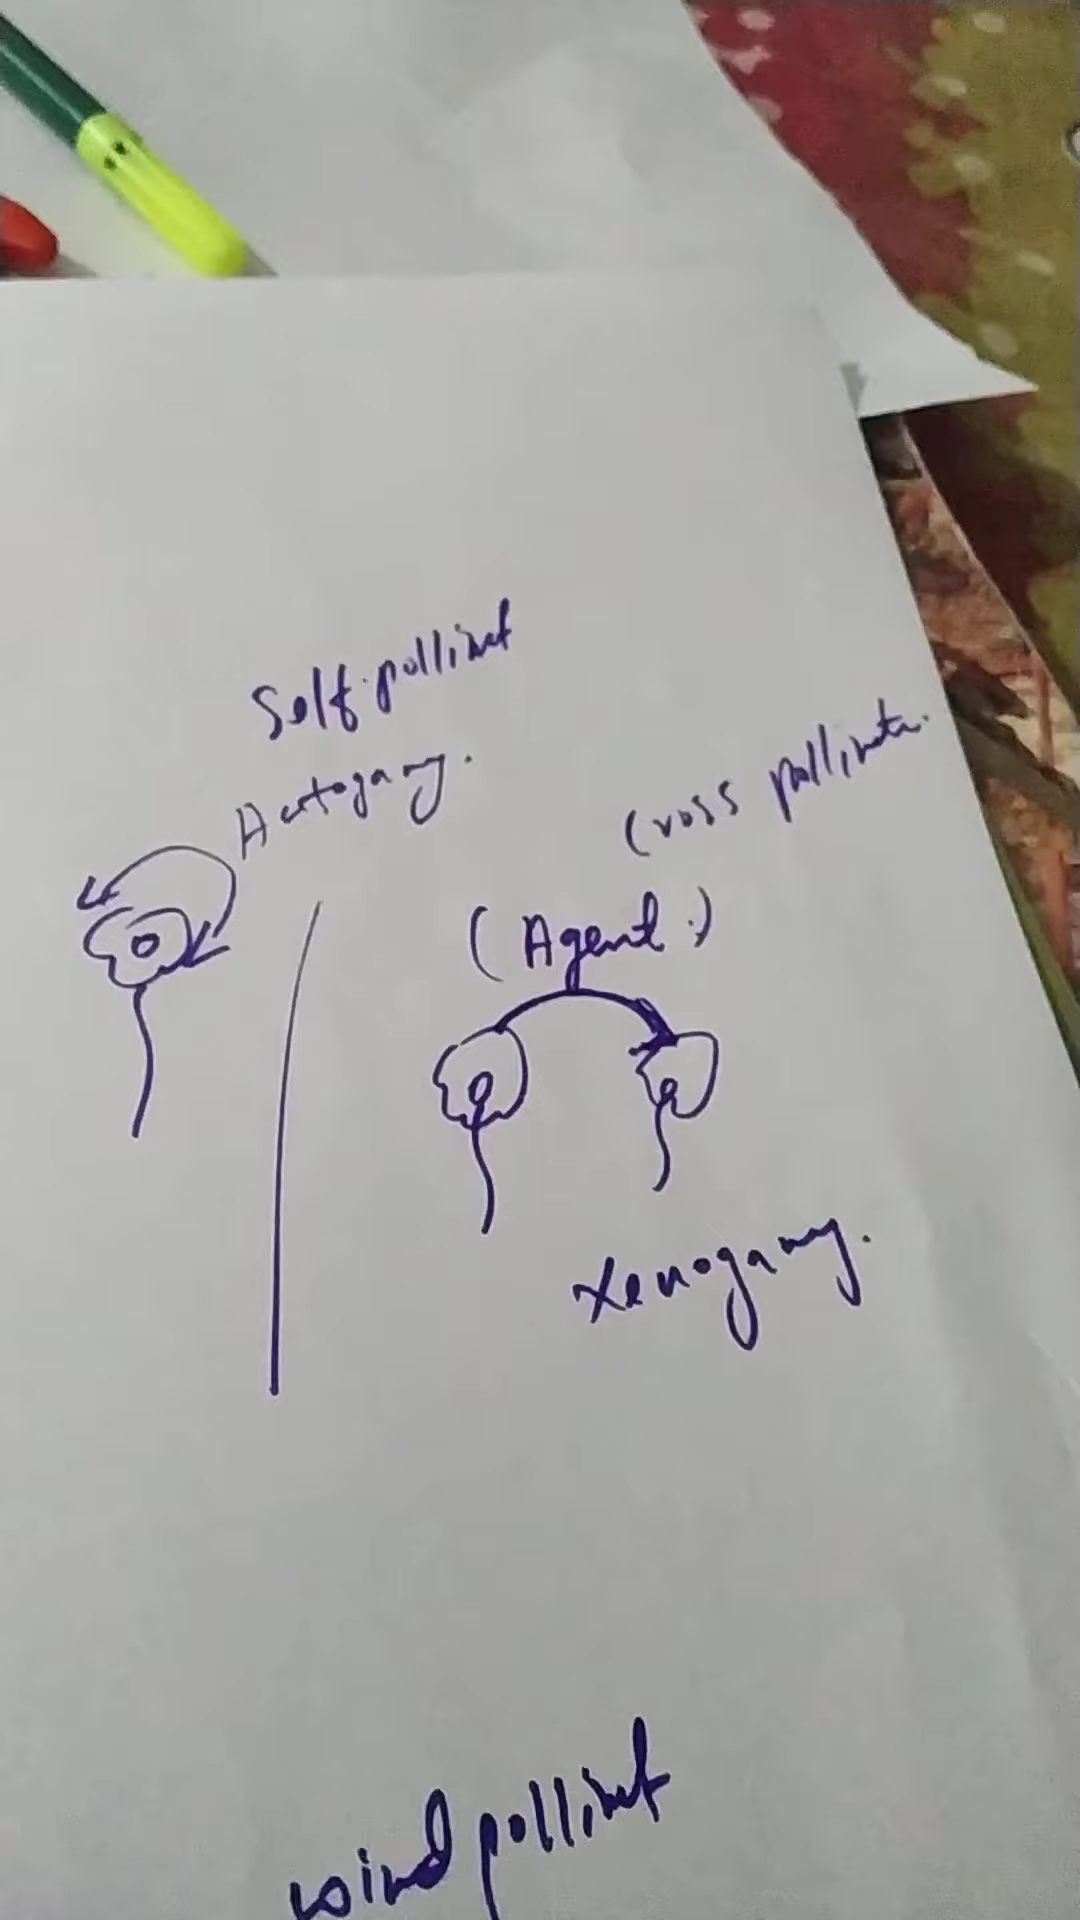 Self pollinat
Autogamy.
Cross pollinatn.
(Agent)
Xenogamy.
wind pollinat